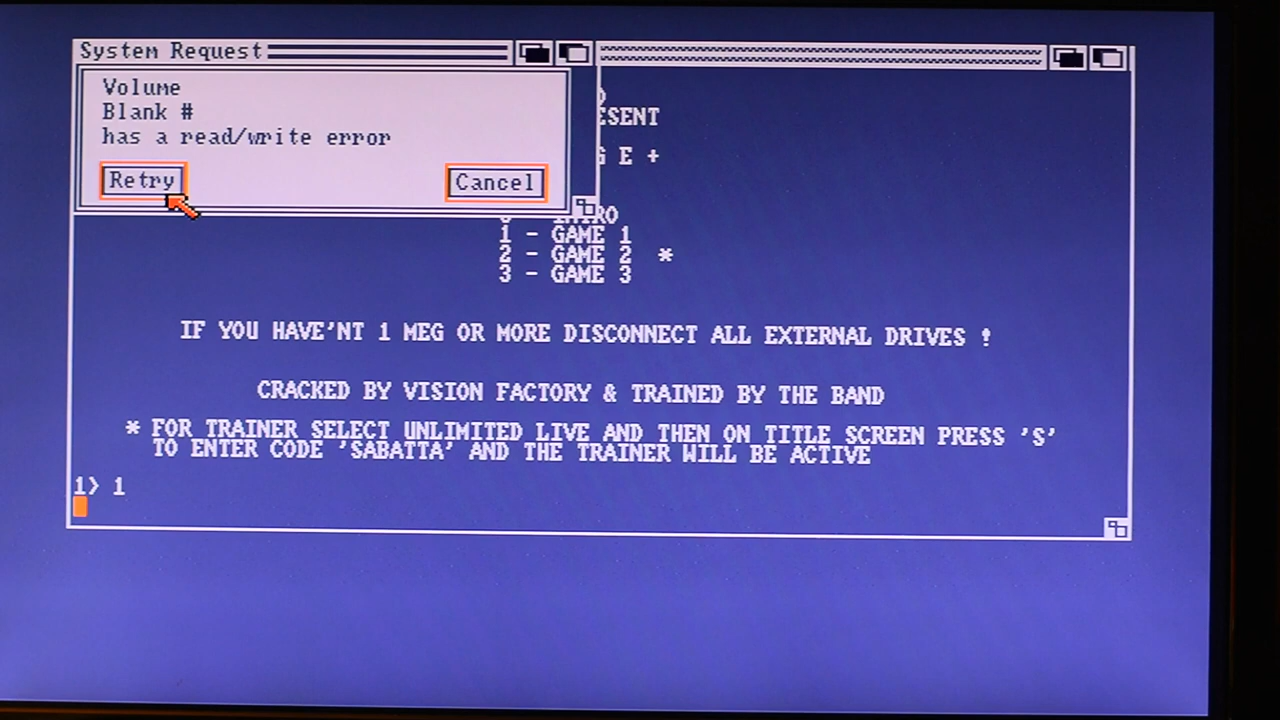 System Request
Volume
Blank #
has a read/write error
Retry
Cancel
ESENT
E +
1 - GAME 1
2 - GAME 2 *
3 - GAME 3
IF YOU HAVE'NT 1 MEG OR MORE DISCONNECT ALL EXTERNAL DRIVES !
CRACKED BY VISION FACTORY & TRAINED BY THE BAND
* FOR TRAINER SELECT UNLIMITED LIVE AND THEN ON TITLE SCREEN PRESS 'S'
TO ENTER CODE 'SABATTA' AND THE TRAINER WILL BE ACTIVE
1> 1